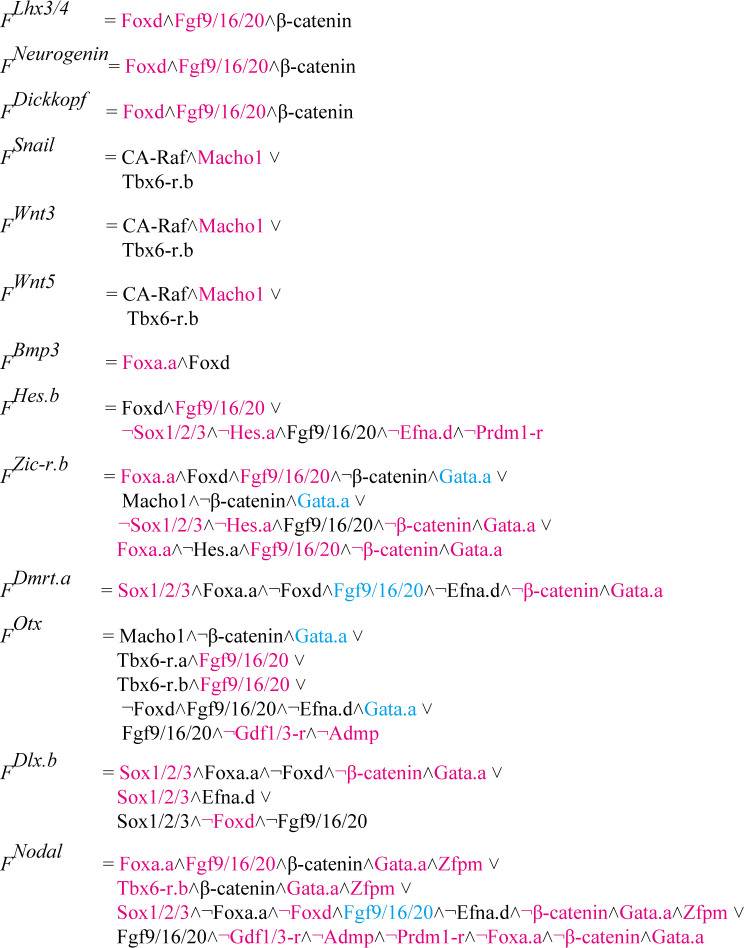 F^Lhx3/4 = Foxd∧Fgf9/16/20∧β-catenin
F^Neurogenin = Foxd∧Fgf9/16/20∧β-catenin
F^Dickkopf = Foxd∧Fgf9/16/20∧β-catenin
F^Snail = CA-Raf∧Macho1 ∨
Tbx6-r.b
F^Wnt3 = CA-Raf∧Macho1 ∨
Tbx6-r.b
F^Wnt5 = CA-Raf∧Macho1 ∨
Tbx6-r.b
F^Bmp3 = Foxa.a∧Foxd
F^Hes.b = Foxd∧Fgf9/16/20 ∨
¬Sox1/2/3∧¬Hes.a∧Fgf9/16/20∧¬Efna.d∧¬Prdm1-r
F^Zic-r.b = Foxa.a∧Foxd∧Fgf9/16/20∧¬β-catenin∧Gata.a ∨
Macho1∧¬β-catenin∧Gata.a ∨
¬Sox1/2/3∧¬Hes.a∧Fgf9/16/20∧¬β-catenin∧Gata.a ∨
Foxa.a∧¬Hes.a∧Fgf9/16/20∧¬β-catenin∧Gata.a
F^Dmrt.a = Sox1/2/3∧Foxa.a∧¬Foxd∧Fgf9/16/20∧¬Efna.d∧¬β-catenin∧Gata.a
F^Otx = Macho1∧¬β-catenin∧Gata.a ∨
Tbx6-r.a∧Fgf9/16/20 ∨
Tbx6-r.b∧Fgf9/16/20 ∨
¬Foxd∧Fgf9/16/20∧¬Efna.d∧Gata.a ∨
Fgf9/16/20∧¬Gdf1/3-r∧¬Admp
F^Dlx.b = Sox1/2/3∧Foxa.a∧¬Foxd∧¬β-catenin∧Gata.a ∨
Sox1/2/3∧Efna.d ∨
Sox1/2/3∧¬Foxd∧¬Fgf9/16/20
F^Nodal = Foxa.a∧Fgf9/16/20∧β-catenin∧Gata.a∧Zfpm ∨
Tbx6-r.b∧β-catenin∧Gata.a∧Zfpm ∨
Sox1/2/3∧¬Foxa.a∧¬Foxd∧Fgf9/16/20∧¬Efna.d∧¬β-catenin∧Gata.a∧Zfpm ∨
Fgf9/16/20∧¬Gdf1/3-r∧¬Admp∧¬Prdm1-r∧¬Foxa.a∧¬β-catenin∧Gata.a